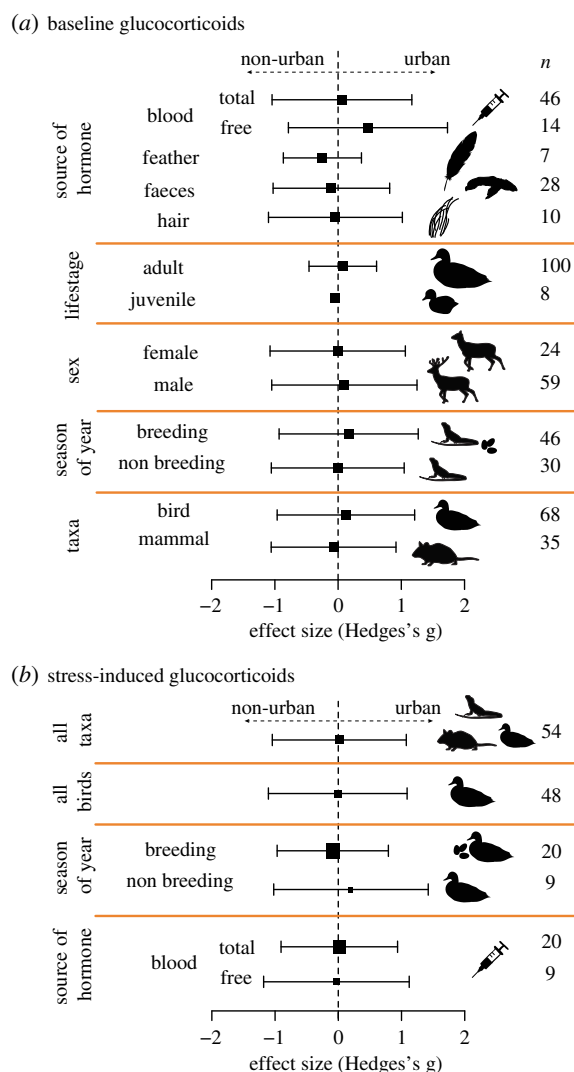 (a) baseline glucocorticoids
non-urban urban n
source of hormone
blood
total 46
free 14
feather 7
faeces 28
hair 10
lifestage
adult 100
juvenile 8
sex
female 24
male 59
season of year
breeding 46
non breeding 30
taxa
bird 68
mammal 35
−2 −1 0 1 2
effect size (Hedges's g)
(b) stress-induced glucocorticoids
non-urban urban
all taxa 54
all birds 48
season of year
breeding 20
non breeding 9
source of hormone
blood
total 20
free 9
−2 −1 0 1 2
effect size (Hedges's g)